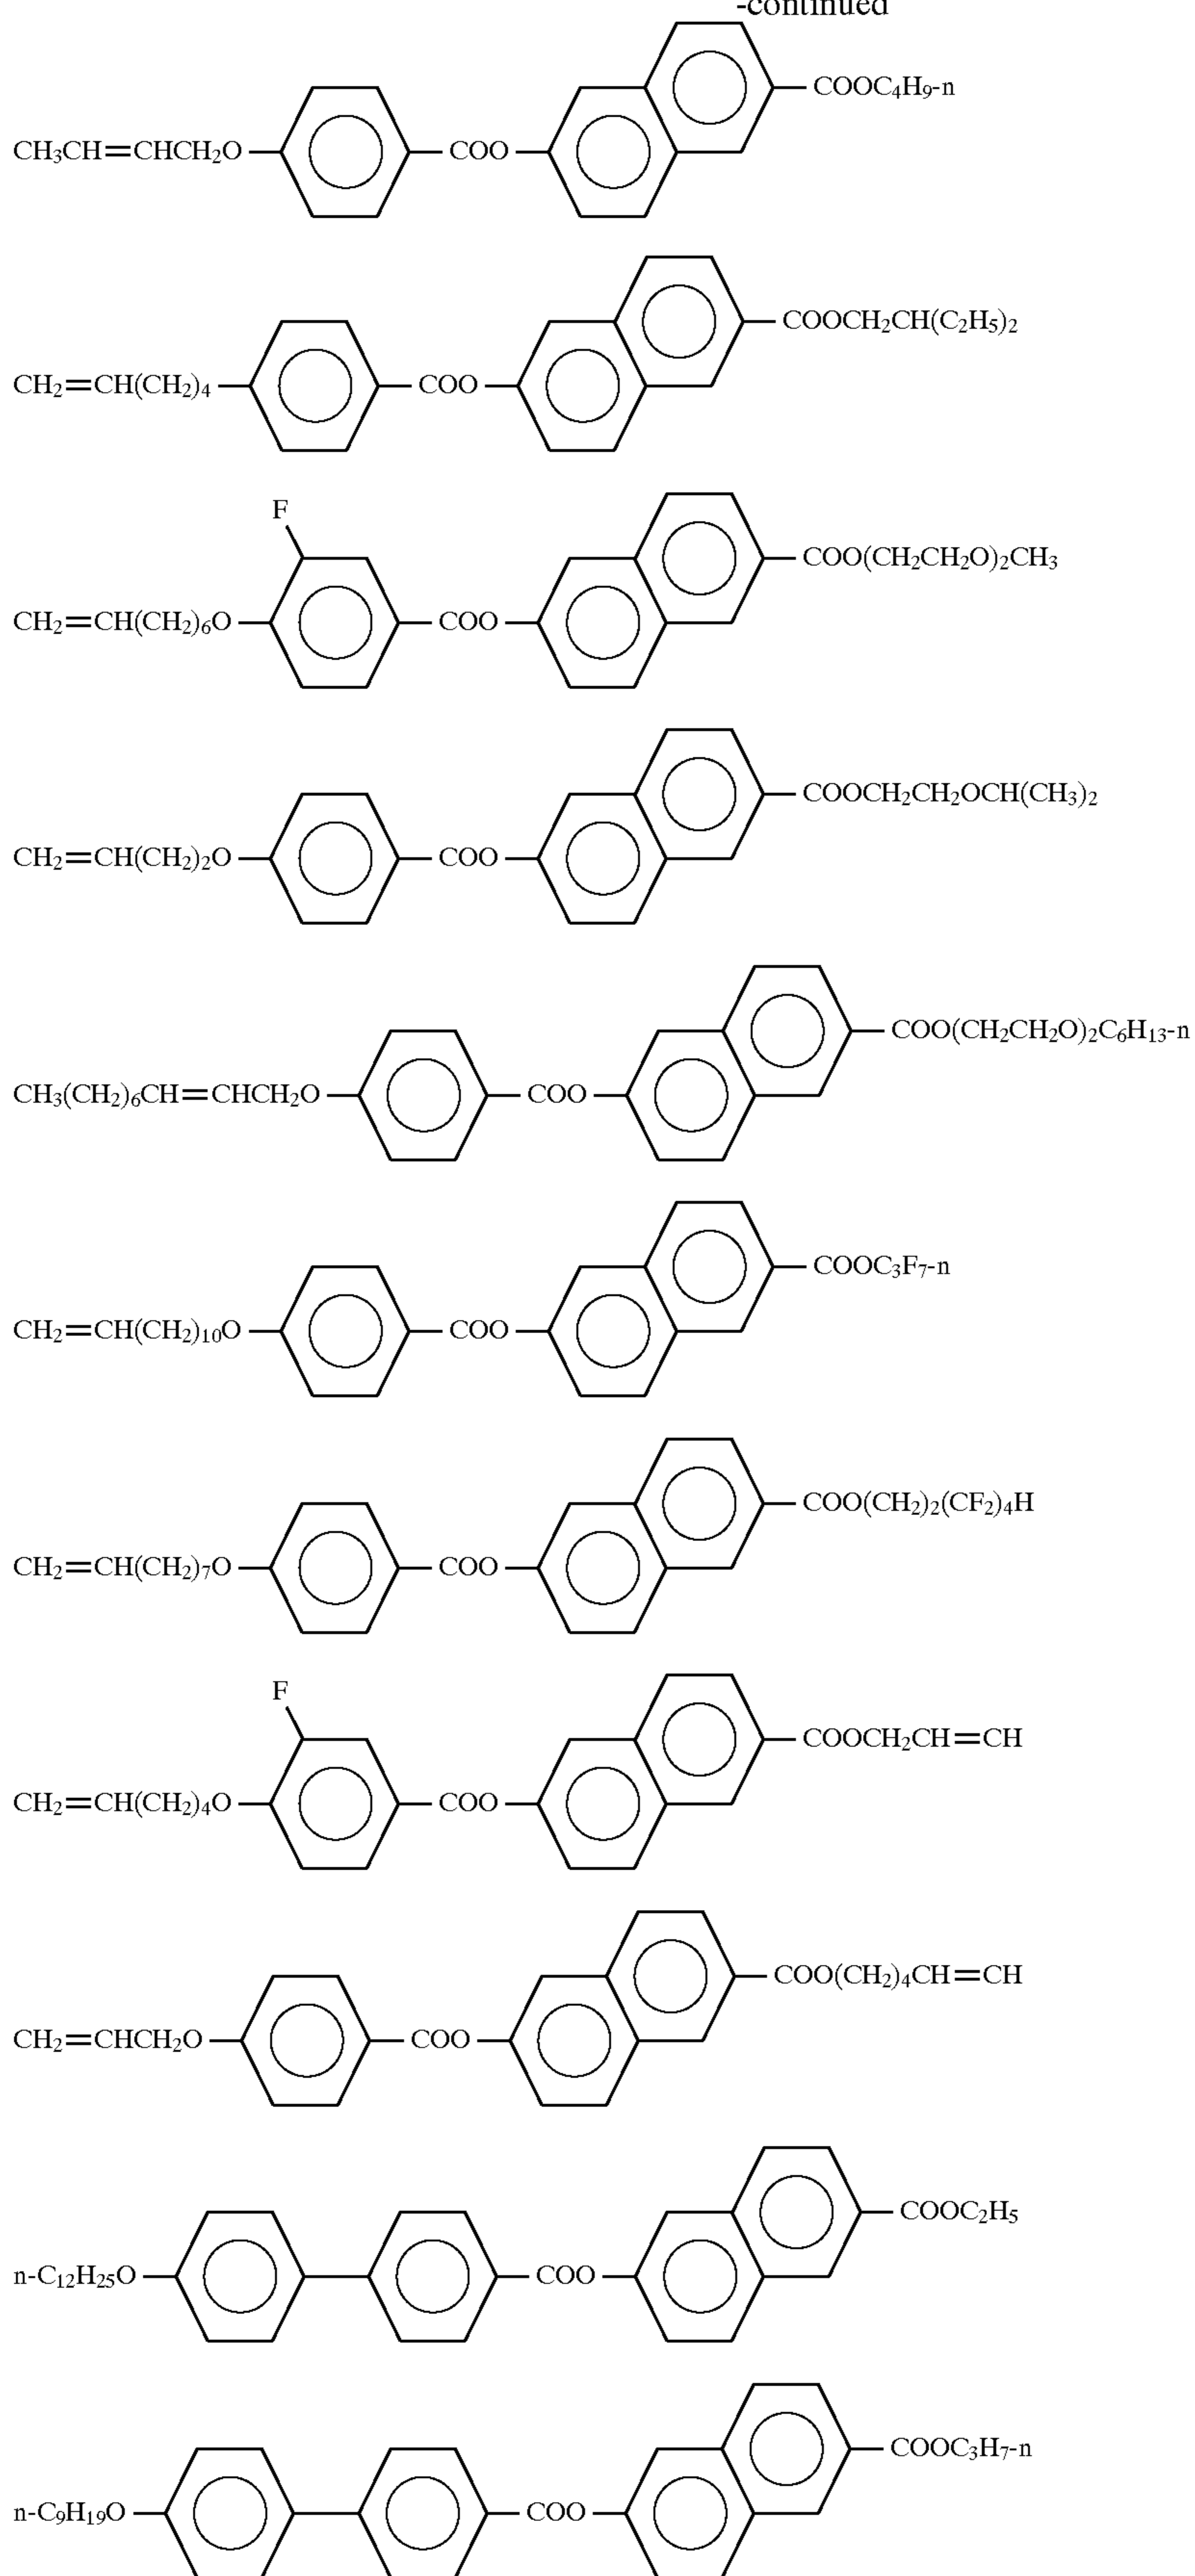 -continued
COOC4H9-n
CH3CH=CHCH2O COO
COOCH2CH(C2H5)2
CH2=CH(CH2)4 COO
F
COO(CH2CH2O)2CH3
CH2=CH(CH2)6O COO
COOCH2CH2OCH(CH3)2
CH2=CH(CH2)2O COO
COO(CH2CH2O)2C6H13-n
CH3(CH2)6CH=CHCH2O COO
COOC3F7-n
CH2=CH(CH2)10O COO
COO(CH2)2(CF2)4H
CH2=CH(CH2)7O COO
F
COOCH2CH=CH
CH2=CH(CH2)4O COO
COO(CH2)4CH=CH
CH2=CHCH2O COO
COOC2H5
n-C12H25O COO
COOC3H7-n
n-C9H19O COO